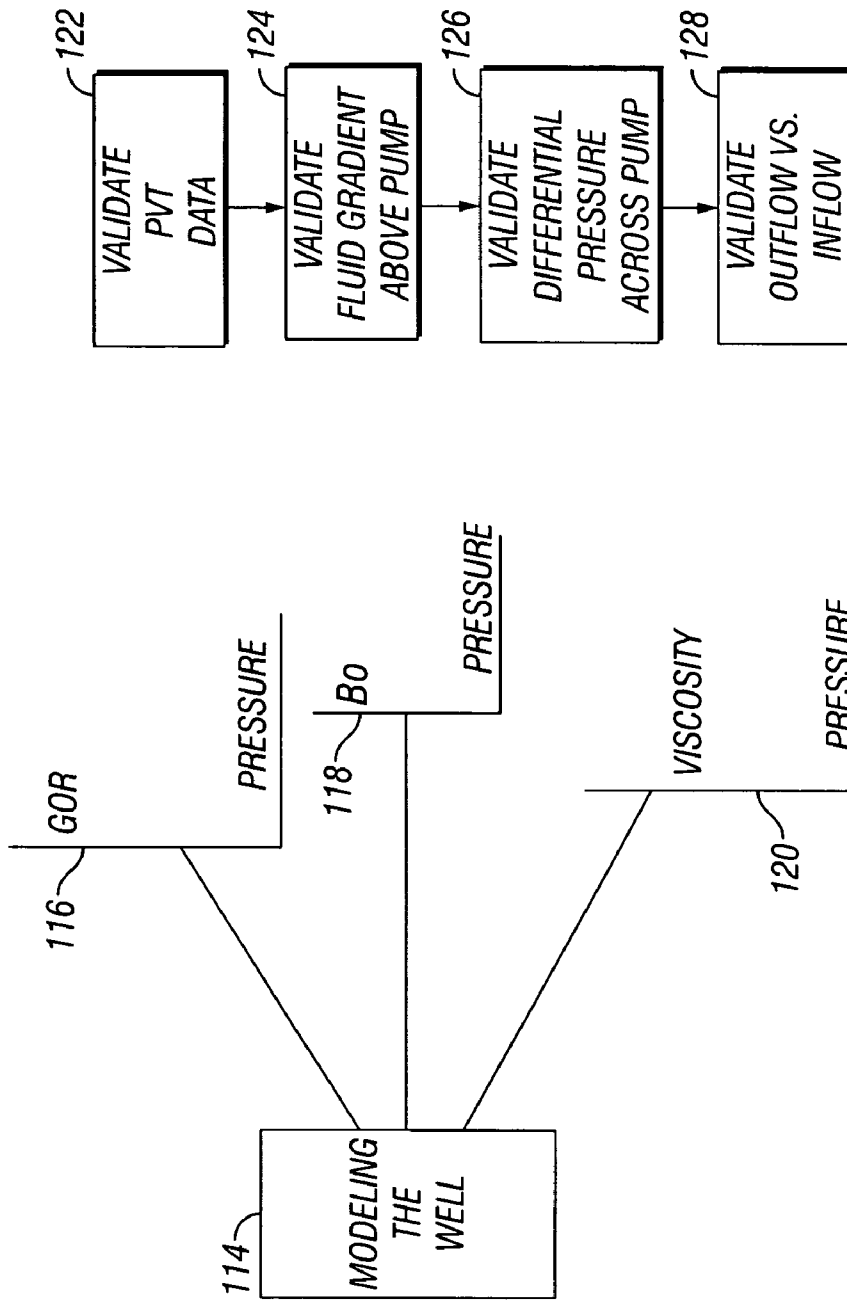 114
MODELING
THE
WELL
116
GOR
PRESSURE
118
Bo
PRESSURE
120
VISCOSITY
PRESSURE
122
VALIDATE
PVT
DATA
124
VALIDATE
FLUID GRADIENT
ABOVE PUMP
126
VALIDATE
DIFFERENTIAL
PRESSURE
ACROSS PUMP
128
VALIDATE
OUTFLOW VS.
INFLOW